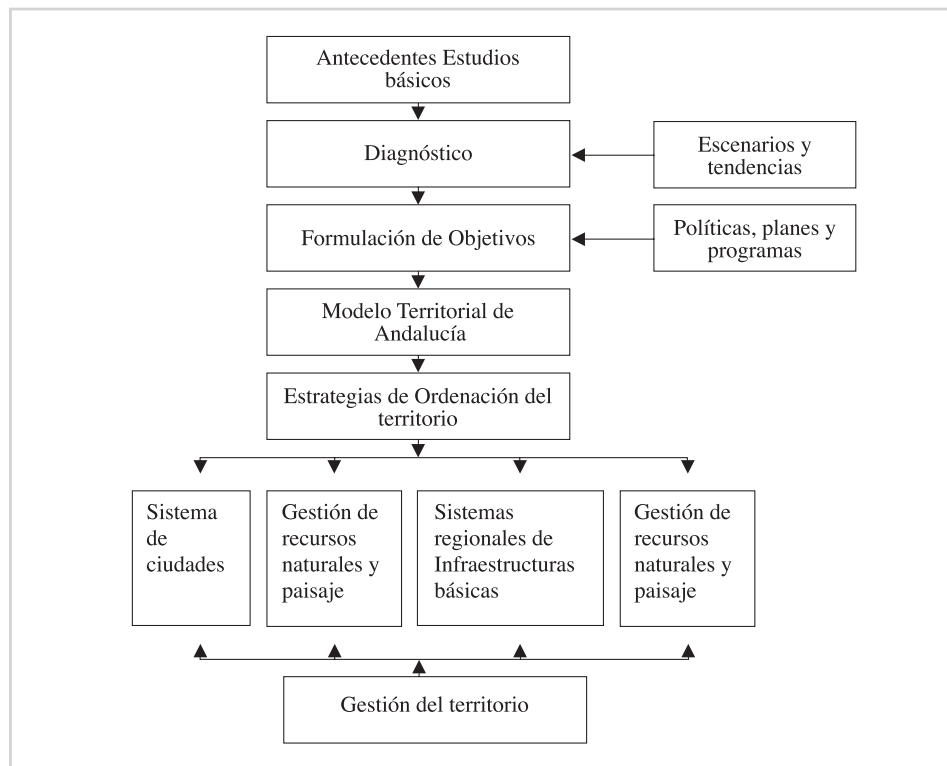 Antecedentes Estudios
básicos
Diagnóstico
Escenarios y
tendencias
Formulación de Objetivos
Políticas, planes y
programas
Modelo Territorial de
Andalucía
Estrategias de Ordenación del
territorio
Sistema
de
ciudades
Gestión de
recursos
naturales y
paisaje
Sistemas
regionales de
Infraestructuras
básicas
Gestión de
recursos
naturales y
paisaje
Gestión del territorio